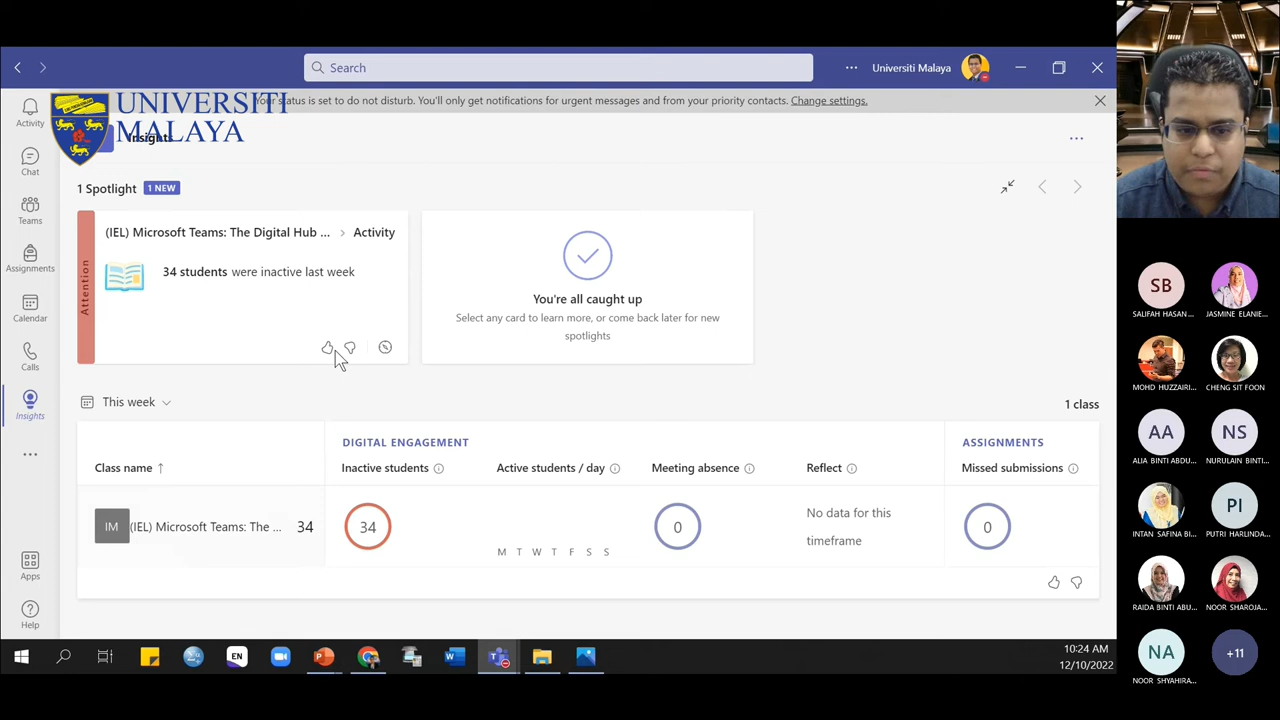 Search
Universiti Malaya
UNIVERSITI
MALAYA
Your status is set to do not disturb. You'll only get notifications for urgent messages and from your priority contacts. Change settings.
Activity
Insights
Chat
Teams
Assignments
Calendar
Calls
Insights
Apps
Help
1 Spotlight 1 NEW
Attention
(IEL) Microsoft Teams: The Digital Hub ... > Activity
34 students were inactive last week
You're all caught up
Select any card to learn more, or come back later for new
spotlights
This week
1 class
DIGITAL ENGAGEMENT
ASSIGNMENTS
Class name ↑
Inactive students
Active students / day
Meeting absence
Reflect
Missed submissions
IM
(IEL) Microsoft Teams: The ... 34
34
M T W T F S S
0
No data for this
timeframe
0
EN
10:24 AM
12/10/2022
SB
SALIFAH HASAN ...
JASMINE ELANIE...
MOHD HUZZAIRI...
CHENG SIT FOON
AA
ALIA BINTI ABDU...
NS
NURULAIN BINTI...
INTAN SAFINA BI...
PI
PUTRI HARLINDA...
RAIDA BINTI ABU...
NOOR SHAROJA...
NA
NOOR SHYAHIRA...
+11